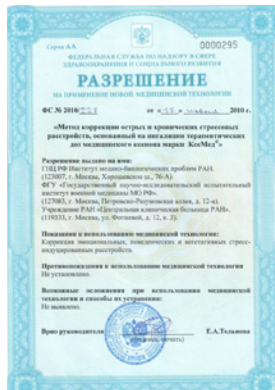 Серия АА 0000295
ФЕДЕРАЛЬНАЯ СЛУЖБА ПО НАДЗОРУ В СФЕРЕ
ЗДРАВООХРАНЕНИЯ И СОЦИАЛЬНОГО РАЗВИТИЯ
РАЗРЕШЕНИЕ
НА ПРИМЕНЕНИЕ НОВОЙ МЕДИЦИНСКОЙ ТЕХНОЛОГИИ
ФС № 2010/ от « » 2010 г.
«Метод коррекции острых и хронических стрессовых
расстройств, основанный на ингаляции терапевтических
доз медицинского ксенона марки КсеМед®»
Разрешение выдано на имя:
ГНЦ РФ Институт медико-биологических проблем РАН.
(123007, г. Москва, Хорошевское ш., 76-А)
ФГУ «Государственный научно-исследовательский испытательный
институт военной медицины МО РФ».
(127083, г. Москва, Петровско-Разумовская аллея, д. 12-а).
Учреждение РАН «Центральная клиническая больница РАН».
(119333, г. Москва, ул. Фотиевой, д. 12, к. 3).
Показания к использованию медицинской технологии:
Коррекция эмоциональных, поведенческих и вегетативных стресс-
индуцированных расстройств.
Противопоказания к использованию медицинской технологии
Не установлено.
Возможные осложнения при использовании медицинской
технологии и способы их устранения:
Не выявлено.
Врио руководителя Е.А.Тельнова